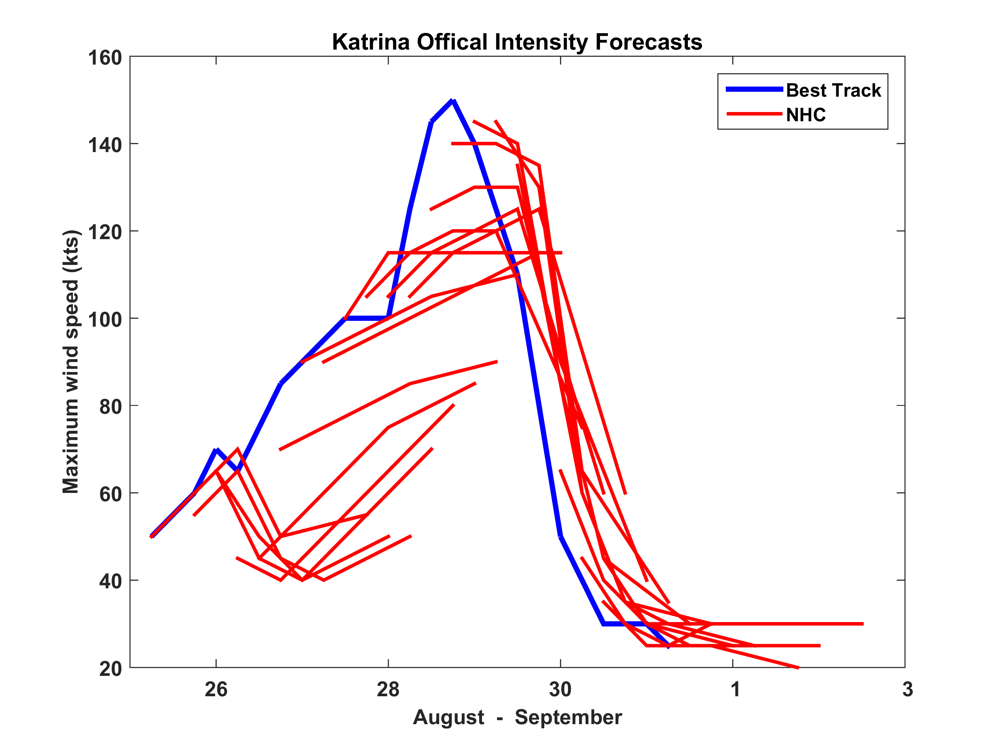 Katrina Offical Intensity Forecasts
160
140
120
100
80
60
40
20
Maximum wind speed (kts)
Best Track
NHC
26 28 30 1 3
August - September